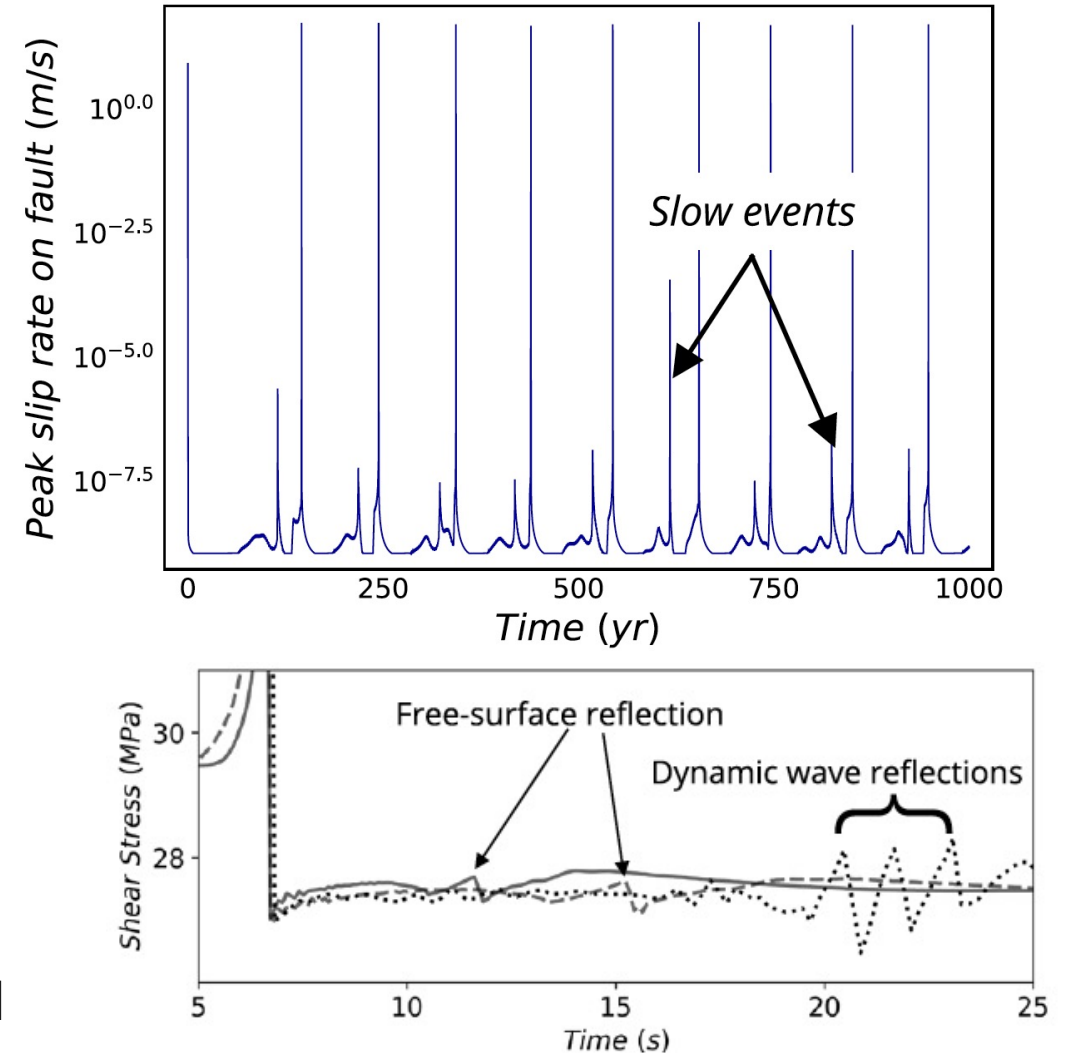 Peak slip rate on fault (m/s)
10^0.0
10^−2.5
10^−5.0
10^−7.5
Slow events
0 250 500 750 1000
Time (yr)
Shear Stress (MPa)
30
28
Free-surface reflection
Dynamic wave reflections
5 10 15 20 25
Time (s)